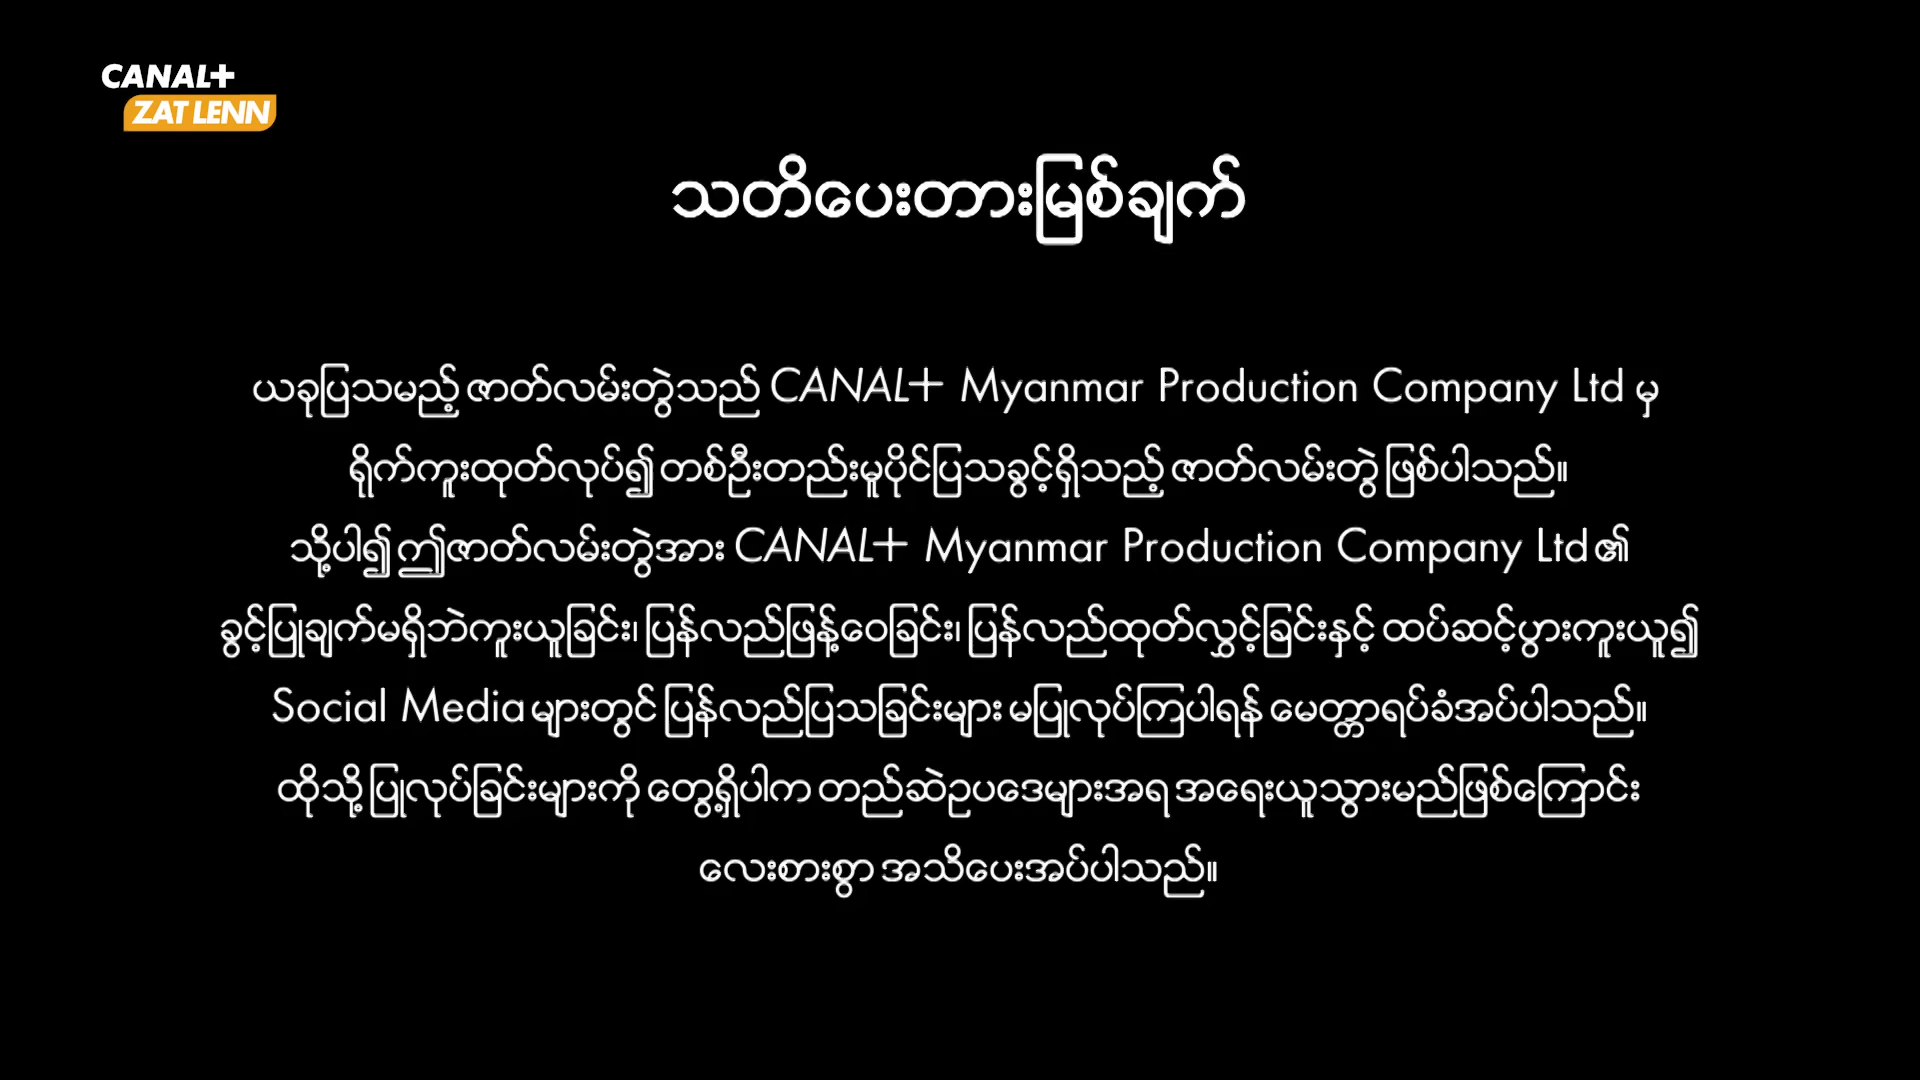 CANAL+
ZAT LENN
သတိပေးတားမြစ်ချက်
ယခုပြသမည့် ဇာတ်လမ်းတွဲသည် CANAL+ Myanmar Production Company Ltd မှ
ရိုက်ကူးထုတ်လုပ်၍ တစ်ဦးတည်းမူပိုင်ပြသခွင့်ရှိသည့် ဇာတ်လမ်းတွဲ ဖြစ်ပါသည်။
သို့ပါ၍ ဤဇာတ်လမ်းတွဲအား CANAL+ Myanmar Production Company Ltd ၏
ခွင့်ပြုချက်မရှိဘဲကူးယူခြင်း၊ ပြန်လည်ဖြန့်ဝေခြင်း၊ ပြန်လည်ထုတ်လွှင့်ခြင်းနှင့် ထပ်ဆင့်ပွားကူးယူ၍
Social Media များတွင် ပြန်လည်ပြသခြင်းများ မပြုလုပ်ကြပါရန် မေတ္တာရပ်ခံအပ်ပါသည်။
ထိုသို့ ပြုလုပ်ခြင်းများကို တွေ့ရှိပါက တည်ဆဲဥပဒေများအရ အရေးယူသွားမည်ဖြစ်ကြောင်း
လေးစားစွာ အသိပေးအပ်ပါသည်။